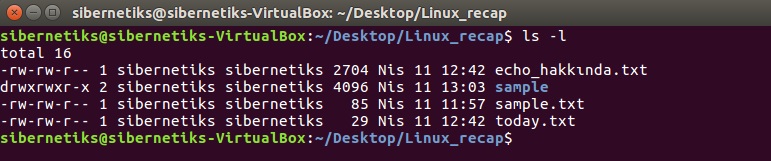 sibernetiks@sibernetiks-VirtualBox: ~/Desktop/Linux_recap
sibernetiks@sibernetiks-VirtualBox:~/Desktop/Linux_recap$ ls -l
total 16
-rw-rw-r-- 1 sibernetiks sibernetiks 2704 Nis 11 12:42 echo_hakkında.txt
drwxrwxr-x 2 sibernetiks sibernetiks 4096 Nis 11 13:03 sample
-rw-rw-r-- 1 sibernetiks sibernetiks   85 Nis 11 11:57 sample.txt
-rw-rw-r-- 1 sibernetiks sibernetiks   29 Nis 11 12:42 today.txt
sibernetiks@sibernetiks-VirtualBox:~/Desktop/Linux_recap$